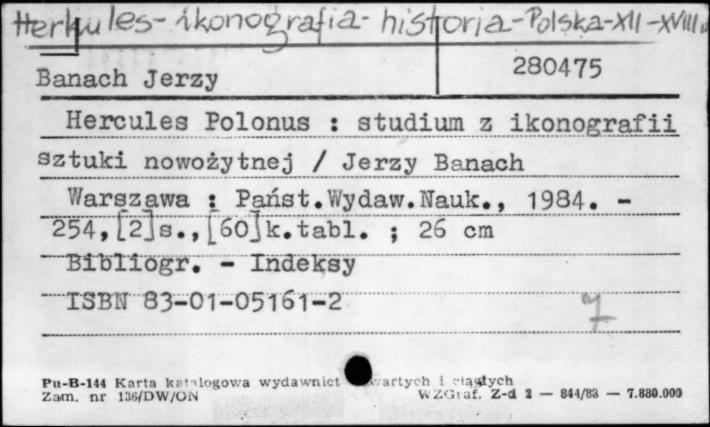 Herkules - ikonografia - historia - Polska - XII - XVIII w
Banach Jerzy 280475
Hercules Polonus : studium z ikonografii
sztuki nowożytnej / Jerzy Banach
Warszawa : Państ.Wydaw.Nauk., 1984. -
254,[2]s.,[60]k.tabl. ; 26 cm
Bibliogr. - Indeksy
ISBN 83-01-05161-2
7
Pu-B-144 Karta katalogowa wydawnict zwartych i ciągłych
Zam. nr 136/DW/ON WZGraf. Z-d 2 — 844/83 — 7.880.000